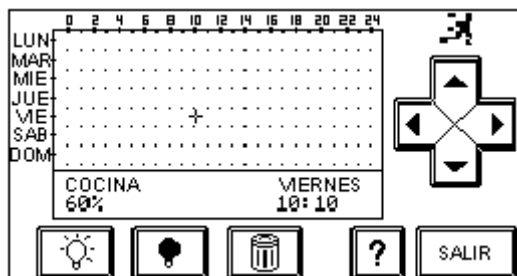 0 2 4 6 8 10 12 14 16 18 20 22 24
LUN
MAR
MIE
JUE
VIE
SAB
DOM
COCINA VIERNES
60% 10:10
? SALIR